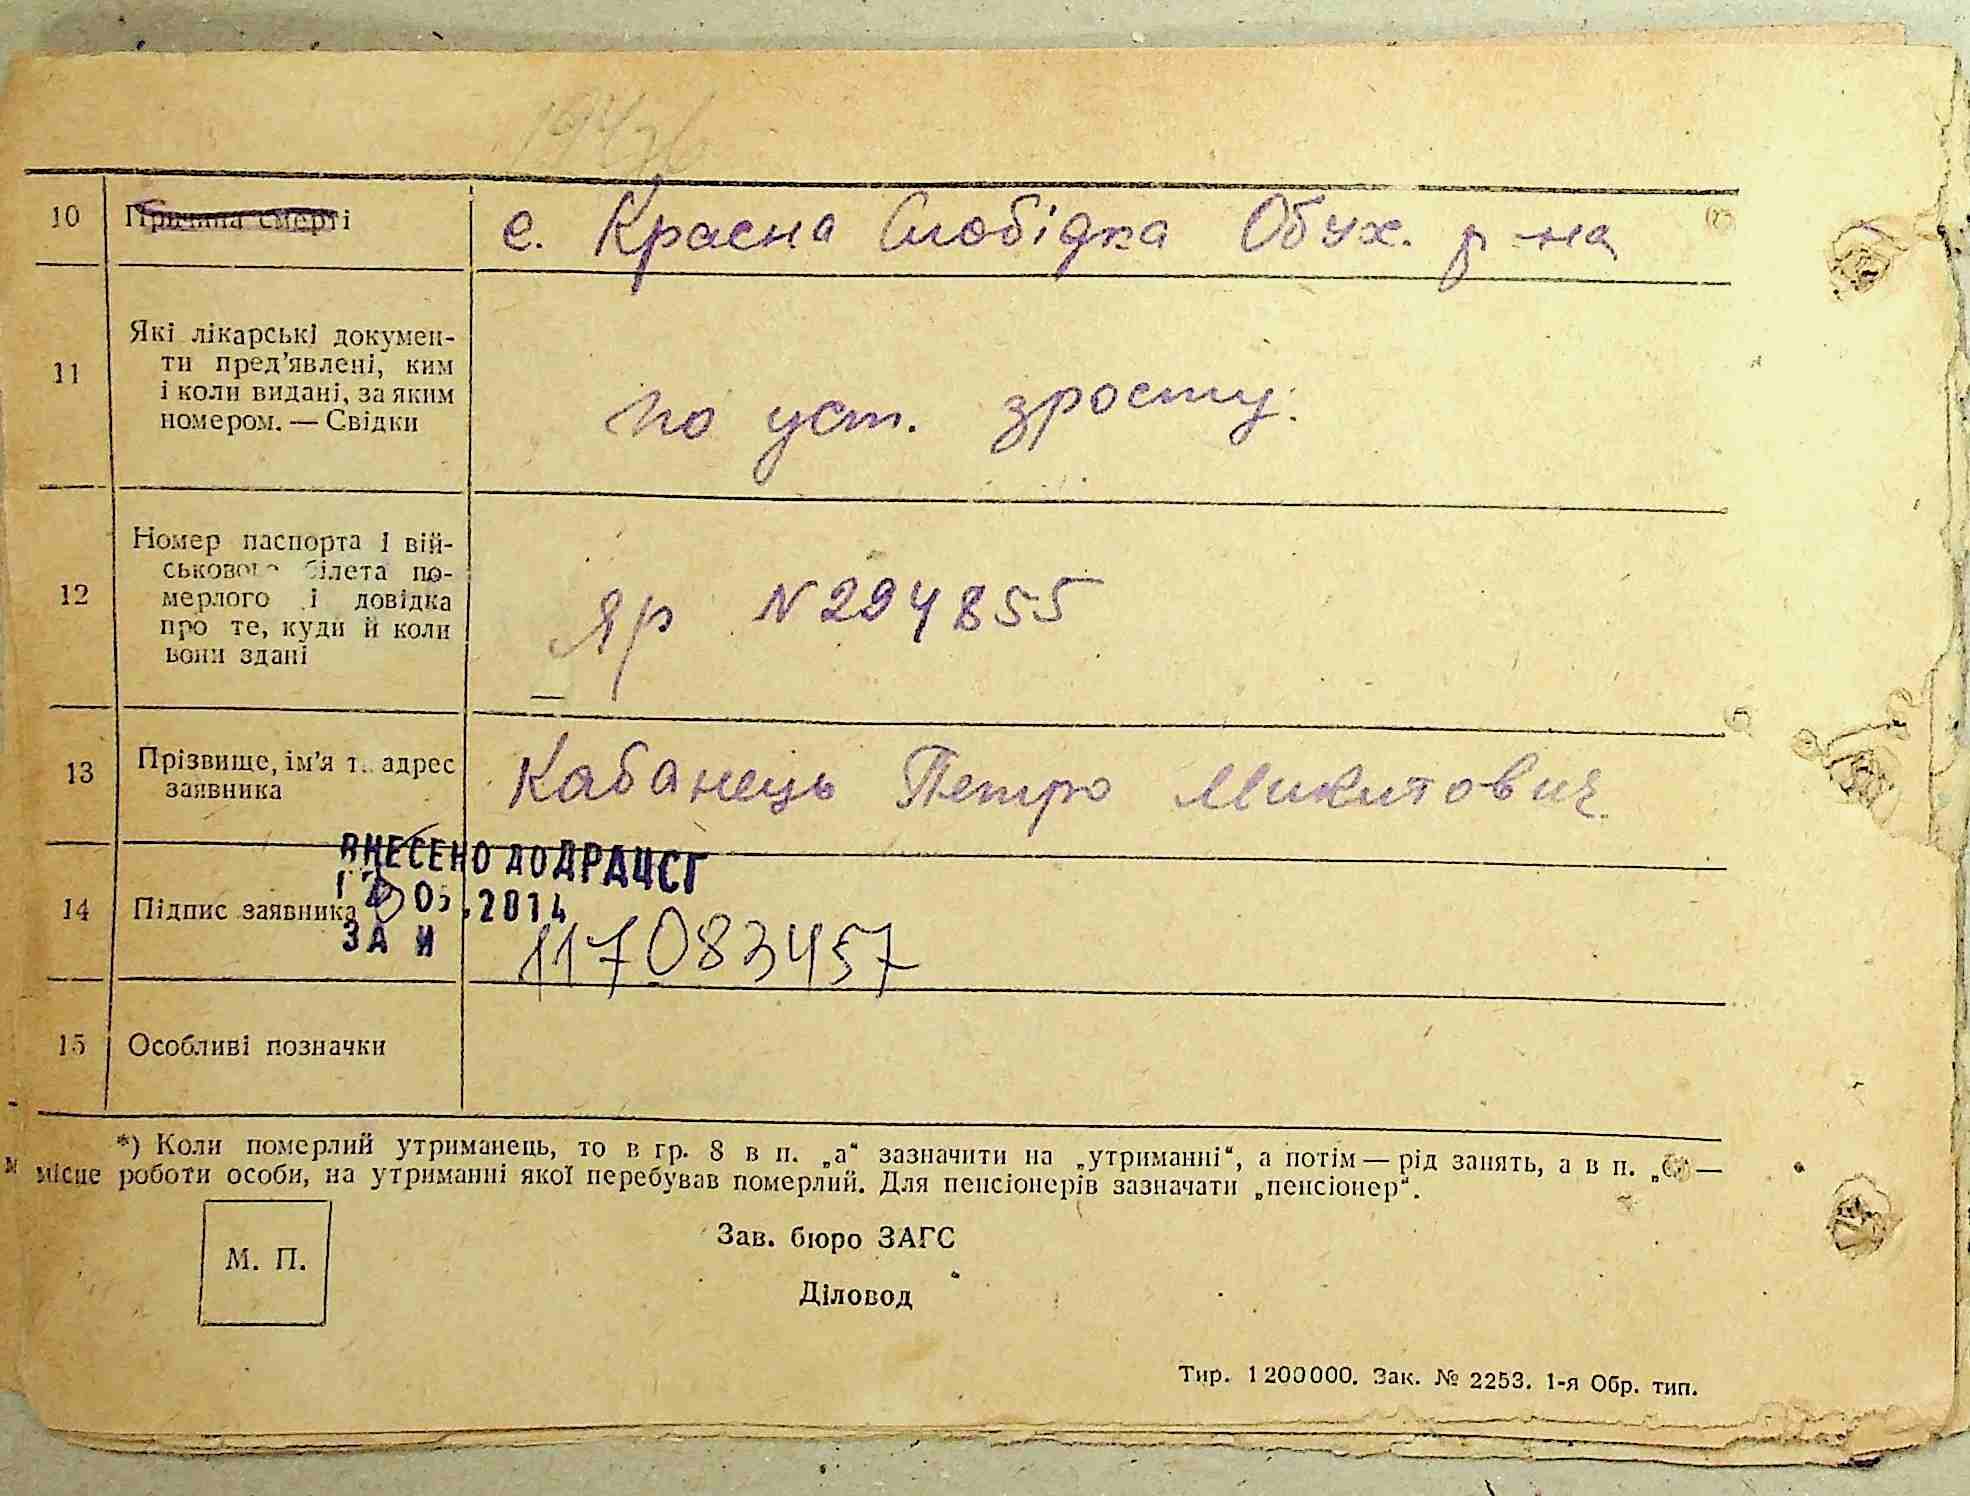 10 Причина смерті с. Красна Слобідка Обух. р-на
11 Які лікарські докумен-
ти пред’явлені, ким
і коли видані, за яким
номером. — Свідки
по уст. зросту.
12 Номер паспорта і вій-
ськового білета по-
мерлого і довідка
про те, куди й коли
вони здані
Яр N 294855
13 Прізвище, ім’я т. адрес
заявника
Кабанець Петро Микитович
ВНЕСЕНО ДО ДРАЦСГ
14 Підпис заявника 05.2014
ЗА И 117083457
15 Особливі позначки
*) Коли померлий утриманець, то в гр. 8 в п. „а“ зазначити на „утриманні“, а потім — рід занять, а в п. „б“ —
місце роботи особи, на утриманні якої перебував померлий. Для пенсіонерів зазначати „пенсіонер“.
М. П.
Зав. бюро ЗАГС
Діловод
Тир. 1200000. Зак. № 2253. 1-я Обр. тип.